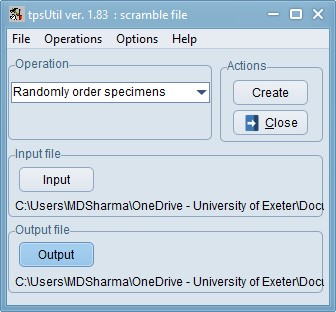 tpsUtil ver. 1.83 : scramble file
File Operations Options Help
Operation
Randomly order specimens
Actions
Create
Close
Input file
Input
C:\Users\MDSharma\OneDrive - University of Exeter\Docu
Output file
Output
C:\Users\MDSharma\OneDrive - University of Exeter\Docu